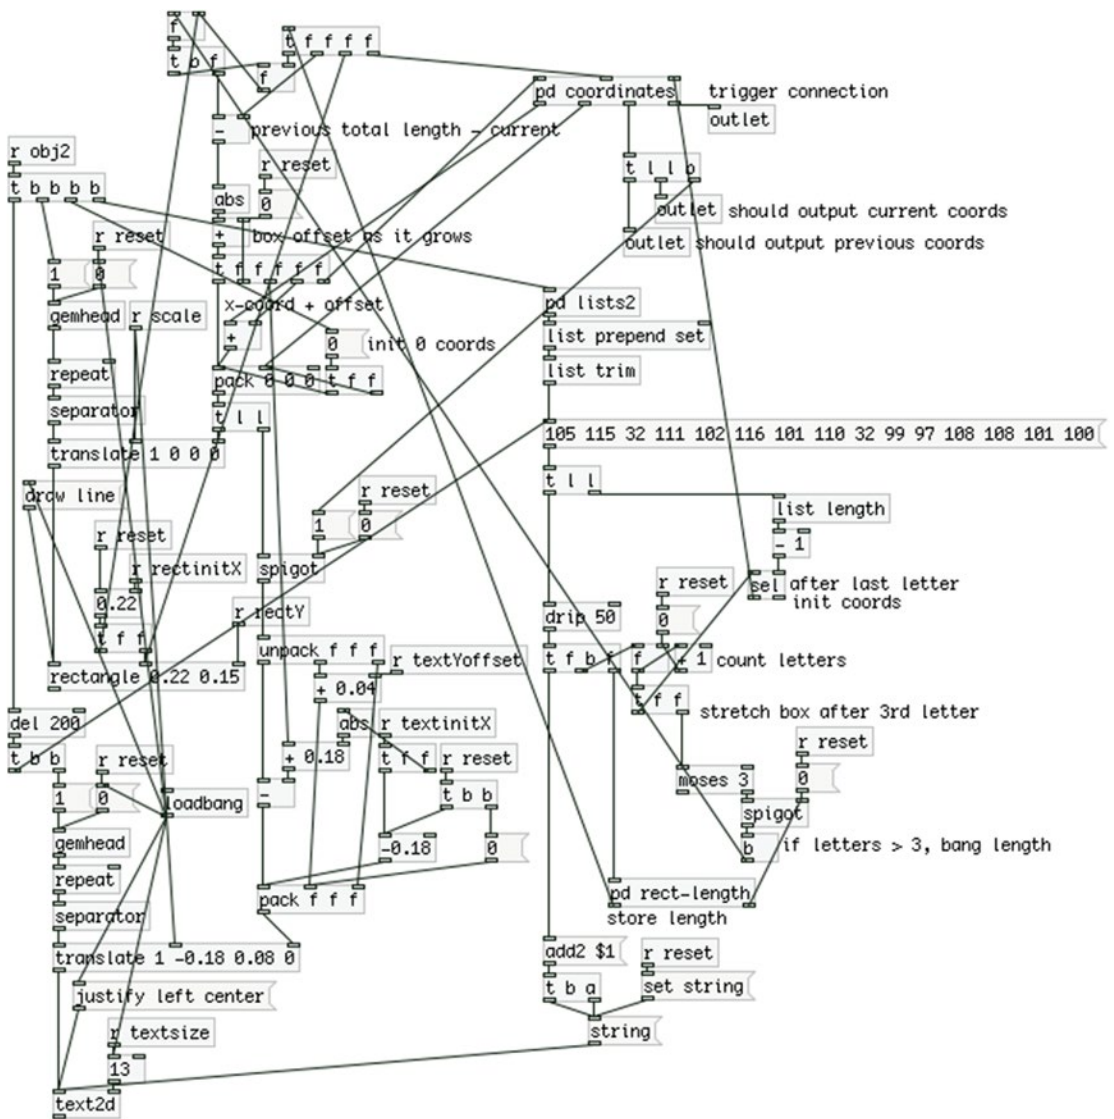 f
t b f
t f f f f
f
pd coordinates
trigger connection
outlet
- previous total length - current
r obj2
t b b b b
r reset
t l l b
abs
0
outlet should output current coords
r reset
+ box offset as it grows
outlet should output previous coords
1
0
t f f f f f
x-coord + offset
pd lists2
gemhead
r scale
+
0
init 0 coords
list prepend set
repeat
pack 0 0 0
t f f
list trim
separator
t l l
translate 1 0 0 0
105 115 32 111 102 116 101 110 32 99 97 108 108 101 100
t l l
draw line
r reset
list length
r reset
1
0
- 1
r rectinitX
spigot
r reset
sel
after last letter
init coords
0.22
r rectY
drip 50
0
t f f
unpack f f f
r textYoffset
t f b f
f
+ 1
count letters
rectangle 0.22 0.15
+ 0.04
t f f
del 200
abs
r textinitX
stretch box after 3rd letter
t b b
r reset
+ 0.18
t f f
r reset
r reset
1
0
loadbang
-
t b b
moses 3
0
spigot
gemhead
-0.18
0
b
if letters > 3, bang length
repeat
pack f f f
pd rect-length
separator
store length
translate 1 -0.18 0.08 0
add2 $1
r reset
justify left center
t b a
set string
r textsize
string
13
text2d